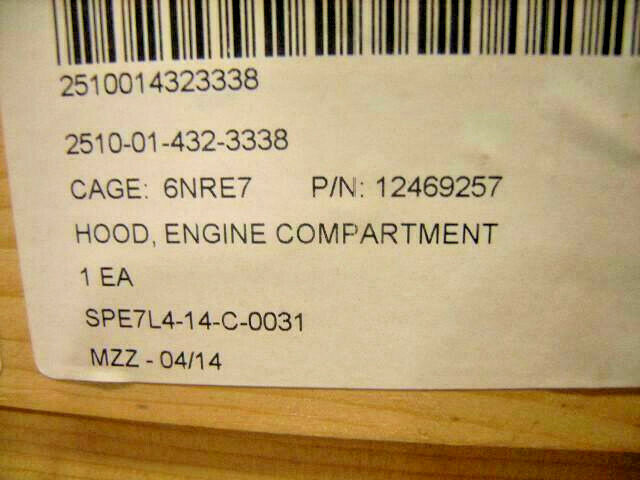 2510014323338
2510-01-432-3338
CAGE: 6NRE7 P/N: 12469257
HOOD, ENGINE COMPARTMENT
1 EA
SPE7L4-14-C-0031
MZZ - 04/14